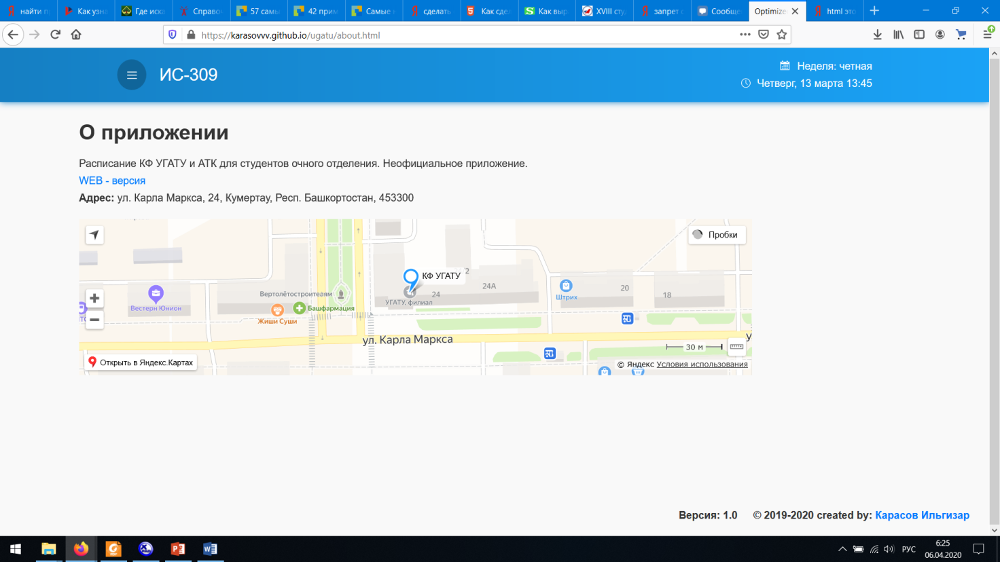 найти п
Как узна
Где иска
Справоч
57 самы
42 прим
Самые
сделать
Как сде
Как выр
XVIII сту
запрет с
Сообще
Optimize
html это
https://karasovvv.github.io/ugatu/about.html
ИС-309
Неделя: четная
Четверг, 13 марта 13:45
О приложении
Расписание КФ УГАТУ и АТК для студентов очного отделения. Неофициальное приложение.
WEB - версия
Адрес: ул. Карла Маркса, 24, Кумертау, Респ. Башкортостан, 453300
Пробки
КФ УГАТУ
2
24А
24
УГАТУ, филиал
Вертолётостроителям
Башфармация
Жиши Суши
Вестерн Юнион
Штрих
20
18
ул. Карла Маркса
У
30 м
Открыть в Яндекс.Картах
© Яндекс Условия использования
Версия: 1.0 © 2019-2020 created by: Карасов Ильгизар
РУС
6:25
06.04.2020